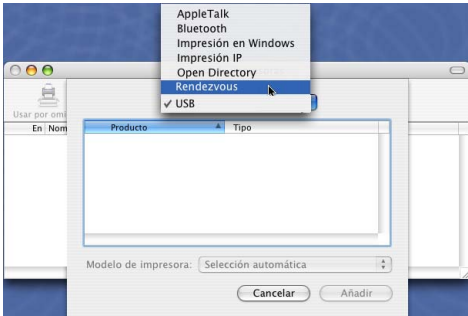 AppleTalk
Bluetooth
Impresión en Windows
Impresión IP
Open Directory
Rendezvous
✓ USB
Usar por omi
En Nom
Producto Tipo
Modelo de impresora: Selección automática
Cancelar Añadir